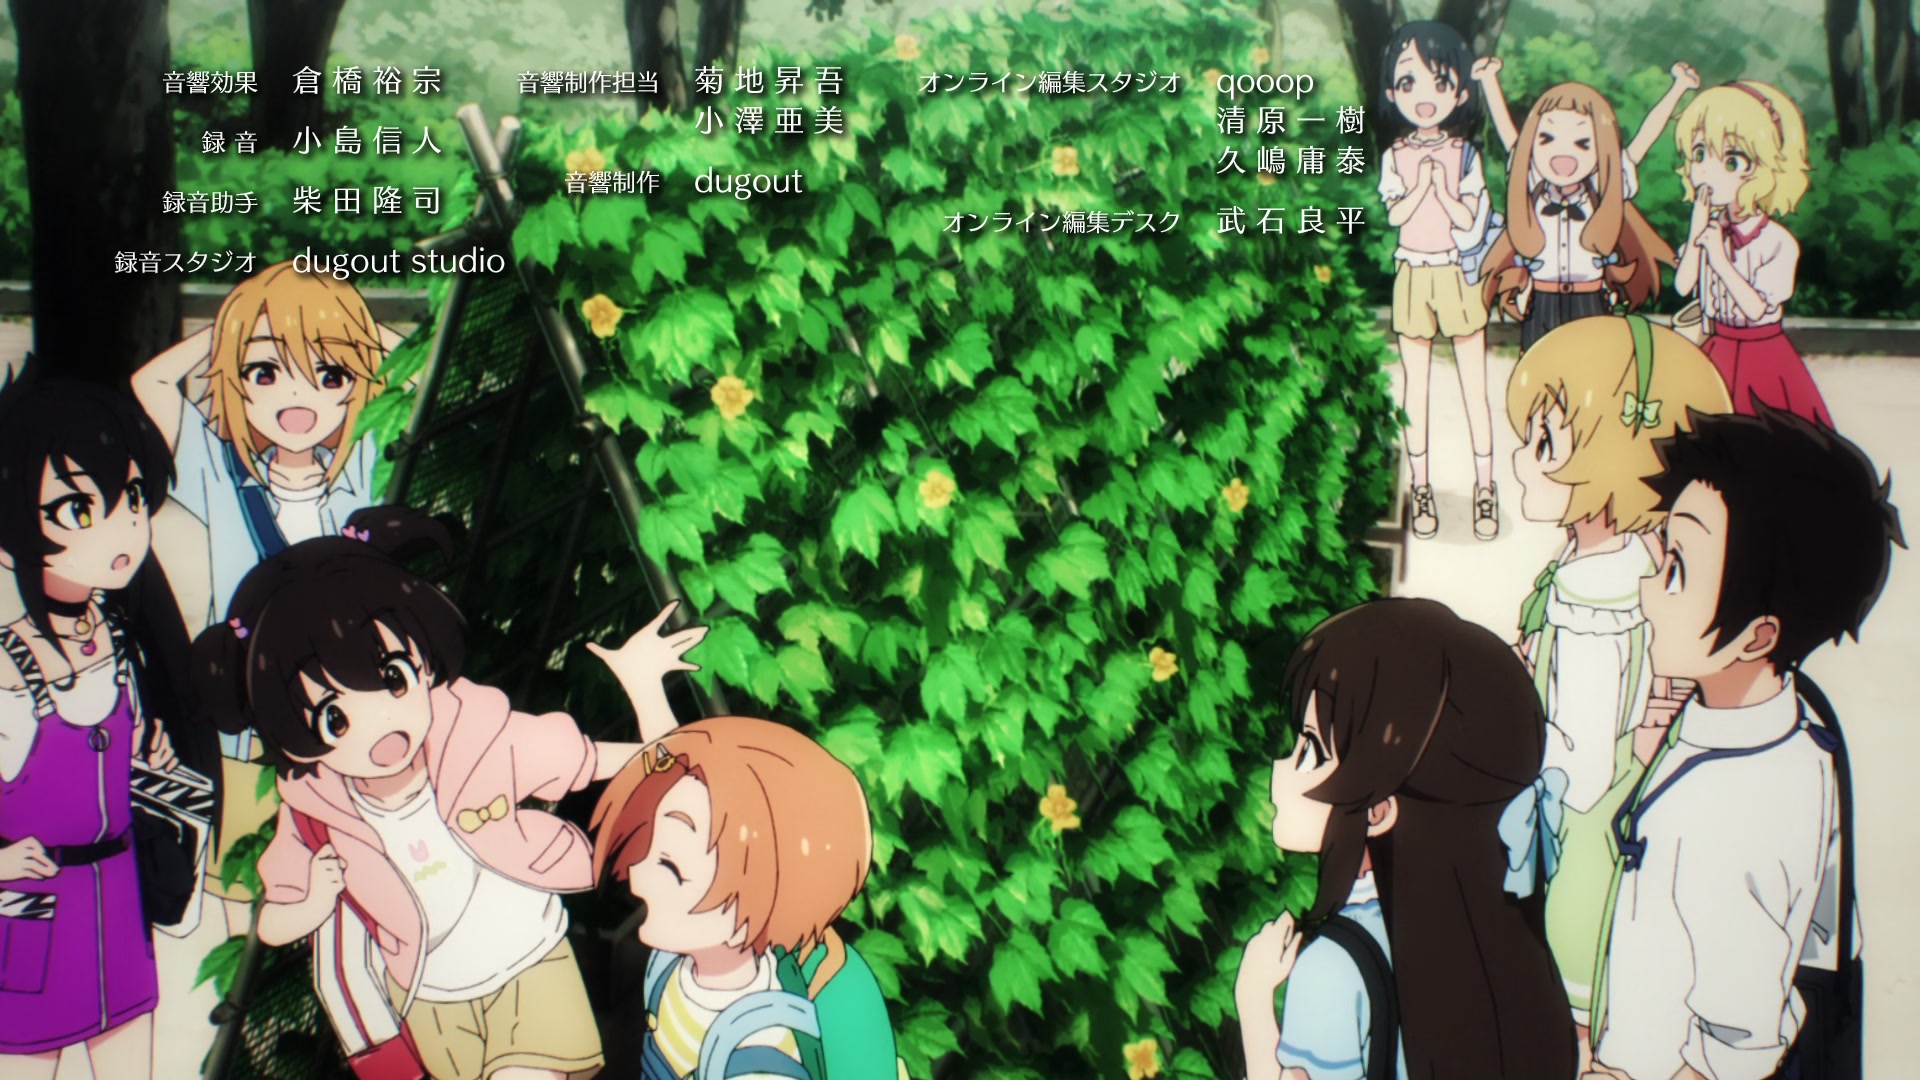 音響効果 倉橋裕宗
録音 小島信人
録音助手 柴田隆司
録音スタジオ dugout studio
音響制作担当 菊地昇吾
小澤亜美
音響制作 dugout
オンライン編集スタジオ qooop
清原一樹
久嶋庸泰
オンライン編集デスク 武石良平